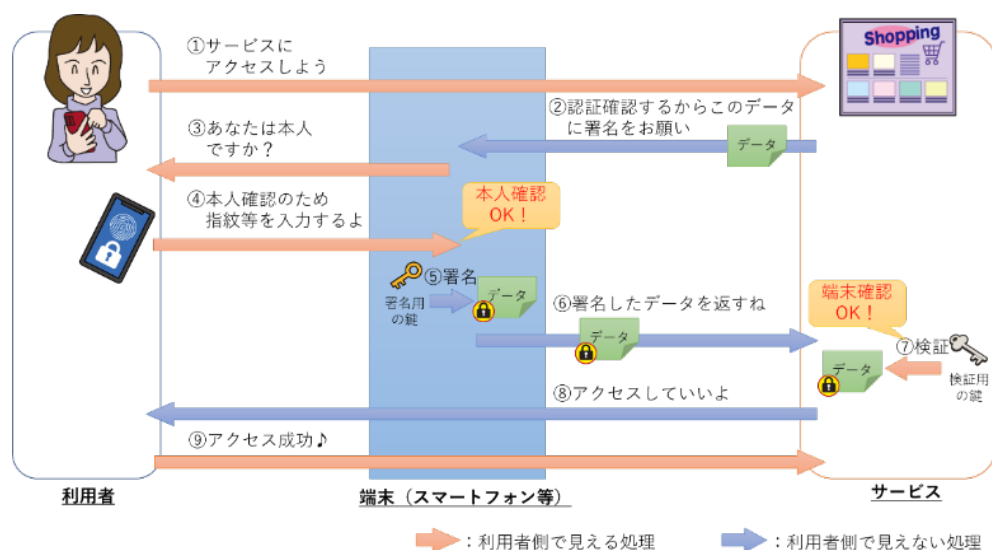 ①サービスに
アクセスしよう
Shopping
②認証確認するからこのデータ
に署名をお願い
データ
③あなたは本人
ですか？
④本人確認のため
指紋等を入力するよ
本人確認
OK！
⑤署名
署名用
の鍵
データ
⑥署名したデータを返すね
データ
端末確認
OK！
⑦検証
データ
検証用
の鍵
⑧アクセスしていいよ
⑨アクセス成功♪
利用者
端末（スマートフォン等）
サービス
：利用者側で見える処理
：利用者側で見えない処理